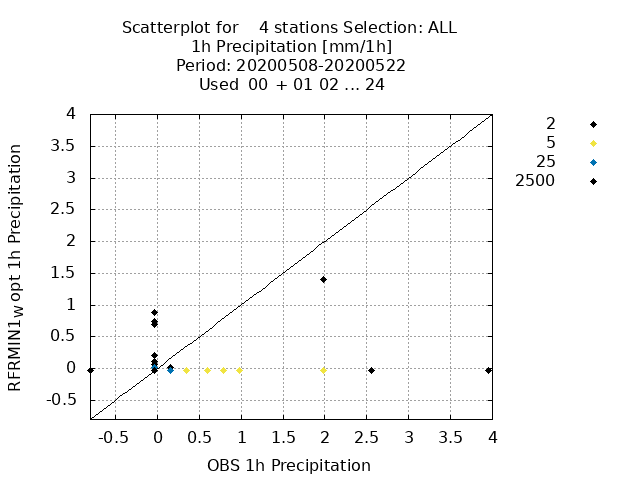 Scatterplot for    4 stations Selection: ALL
1h Precipitation [mm/1h]
Period: 20200508-20200522
Used  00 + 01 02 ... 24
2
5
25
2500
4
3.5
3
2.5
2
1.5
1
0.5
0
-0.5
RFRMIN1wopt 1h Precipitation
-0.5 0 0.5 1 1.5 2 2.5 3 3.5 4
OBS 1h Precipitation